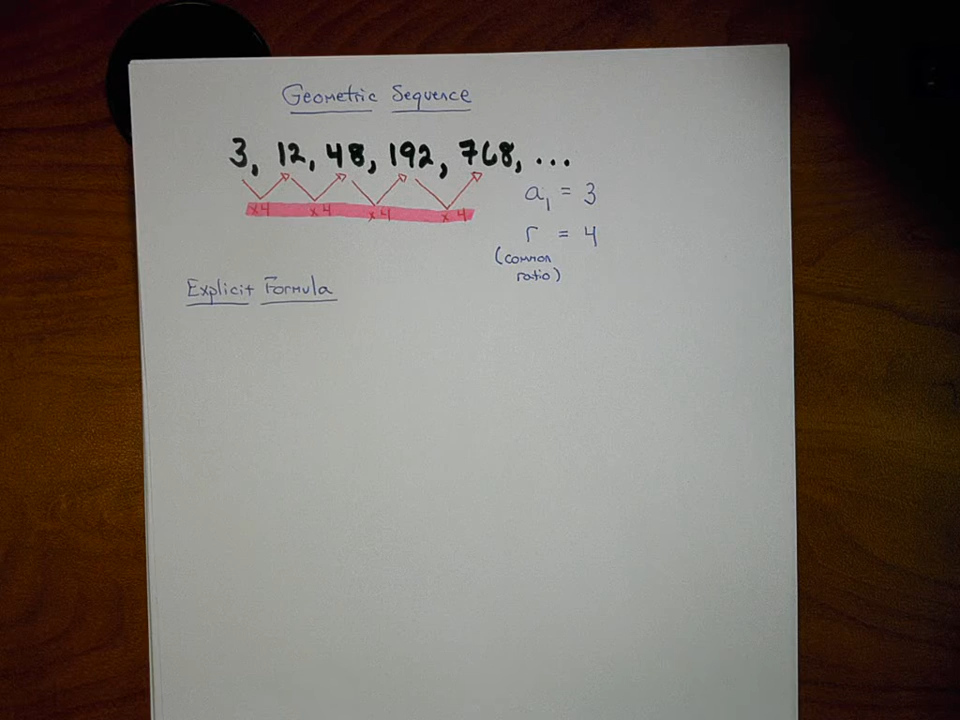 Geometric Sequence
3, 12, 48, 192, 768, ...
x4 x4 x4 x4
a₁ = 3
r = 4
(common
ratio)
Explicit Formula